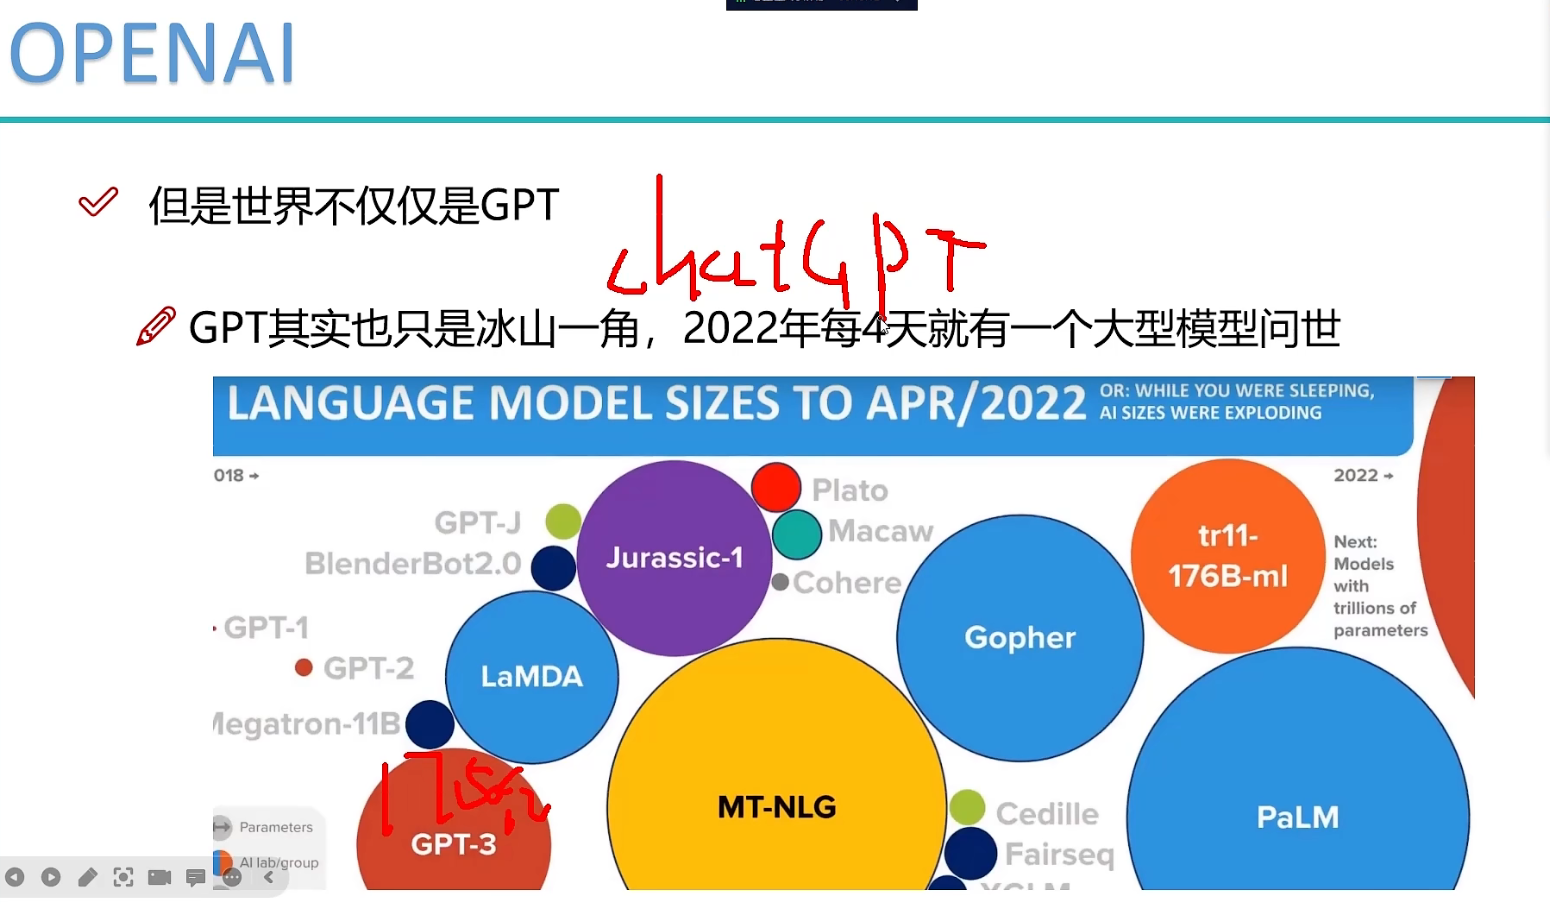 OPENAI
但是世界不仅仅是GPT
chatGPT
GPT其实也只是冰山一角，2022年每4天就有一个大型模型问世
LANGUAGE MODEL SIZES TO APR/2022
OR: WHILE YOU WERE SLEEPING,
AI SIZES WERE EXPLODING
018 →
2022 →
Plato
GPT-J
Macaw
tr11-
176B-ml
Jurassic-1
BlenderBot2.0
Cohere
Next:
Models
with
trillions of
parameters
GPT-1
Gopher
GPT-2
LaMDA
Megatron-11B
175亿
MT-NLG
Cedille
PaLM
Parameters
GPT-3
Fairseq
AI lab/group